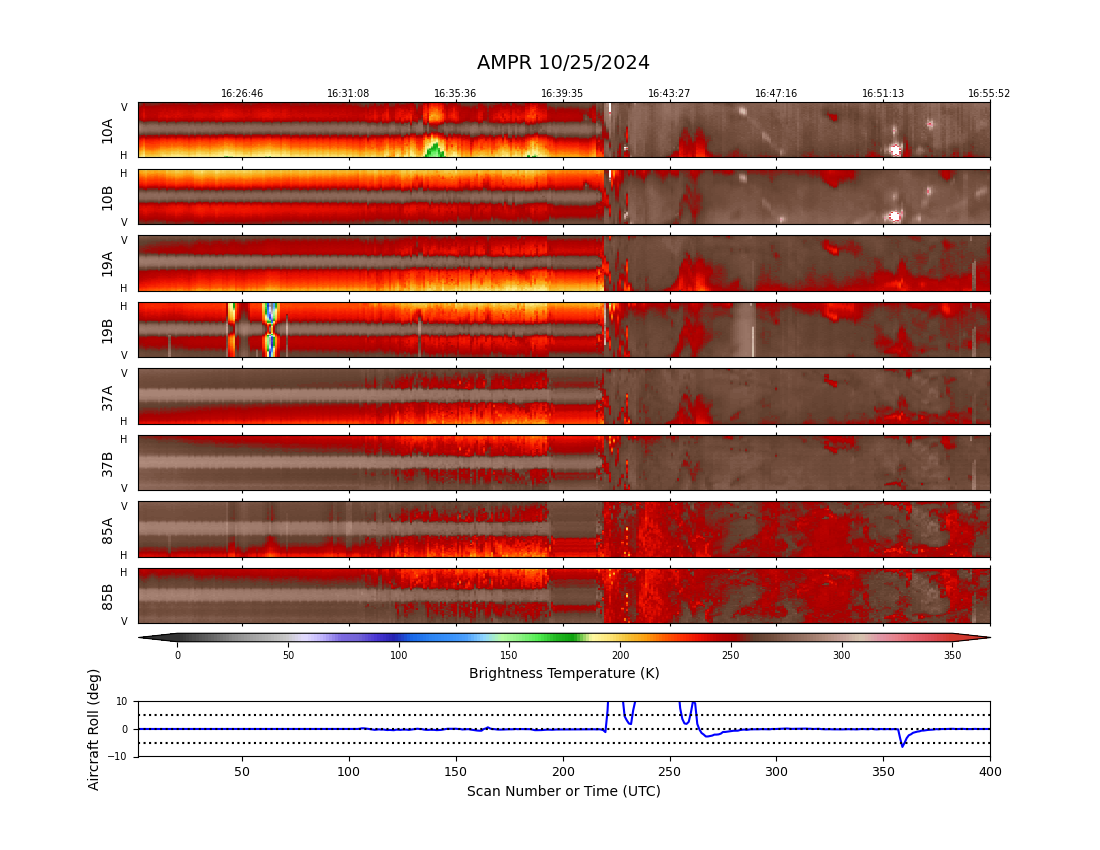 AMPR 10/25/2024
16:26:46 16:31:08 16:35:36 16:39:35 16:43:27 16:47:16 16:51:13 16:55:52
V
10A
H
H
10B
V
V
19A
H
H
19B
V
V
37A
H
H
37B
V
V
85A
H
H
85B
V
0 50 100 150 200 250 300 350
Brightness Temperature (K)
Aircraft Roll (deg)
10
0
−10
50 100 150 200 250 300 350 400
Scan Number or Time (UTC)